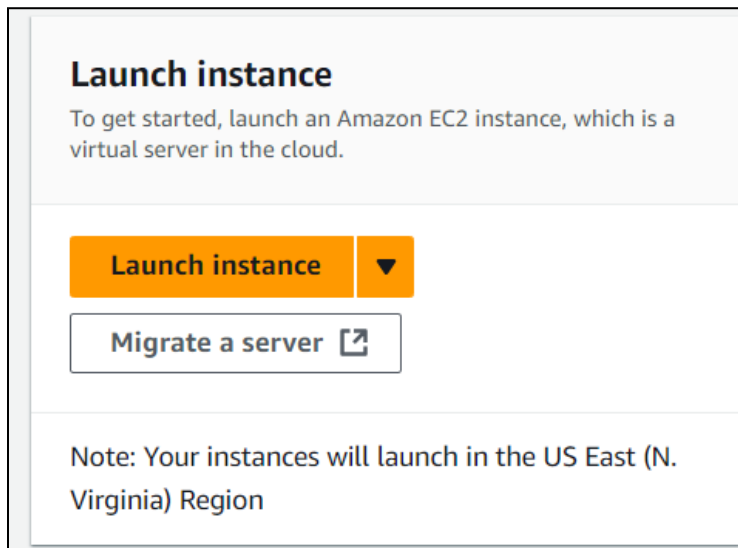 Launch instance
To get started, launch an Amazon EC2 instance, which is a
virtual server in the cloud.
Launch instance
Migrate a server
Note: Your instances will launch in the US East (N.
Virginia) Region